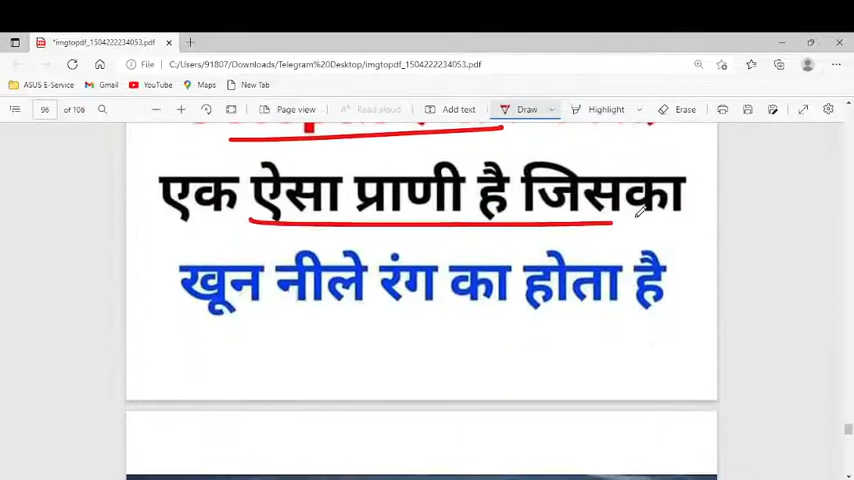 *imgtopdf_1504222234053.pdf
File
C:/Users/91807/Downloads/Telegram%20Desktop/imgtopdf_1504222234053.pdf
ASUS E-Service Gmail YouTube Maps New Tab
96 of 106 Page view Read aloud Add text Draw Highlight Erase
एक ऐसा प्राणी है जिसका
खून नीले रंग का होता है